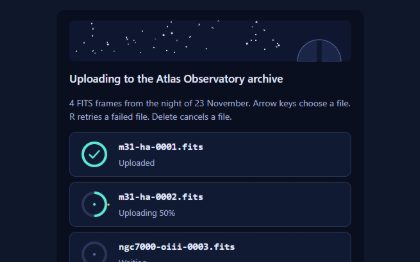 Uploading to the Atlas Observatory archive
4 FITS frames from the night of 23 November. Arrow keys choose a file.
R retries a failed file. Delete cancels a file.
m31-ha-0001.fits
Uploaded
m31-ha-0002.fits
Uploading 50%
ngc7000-oiii-0003.fits
Waiting